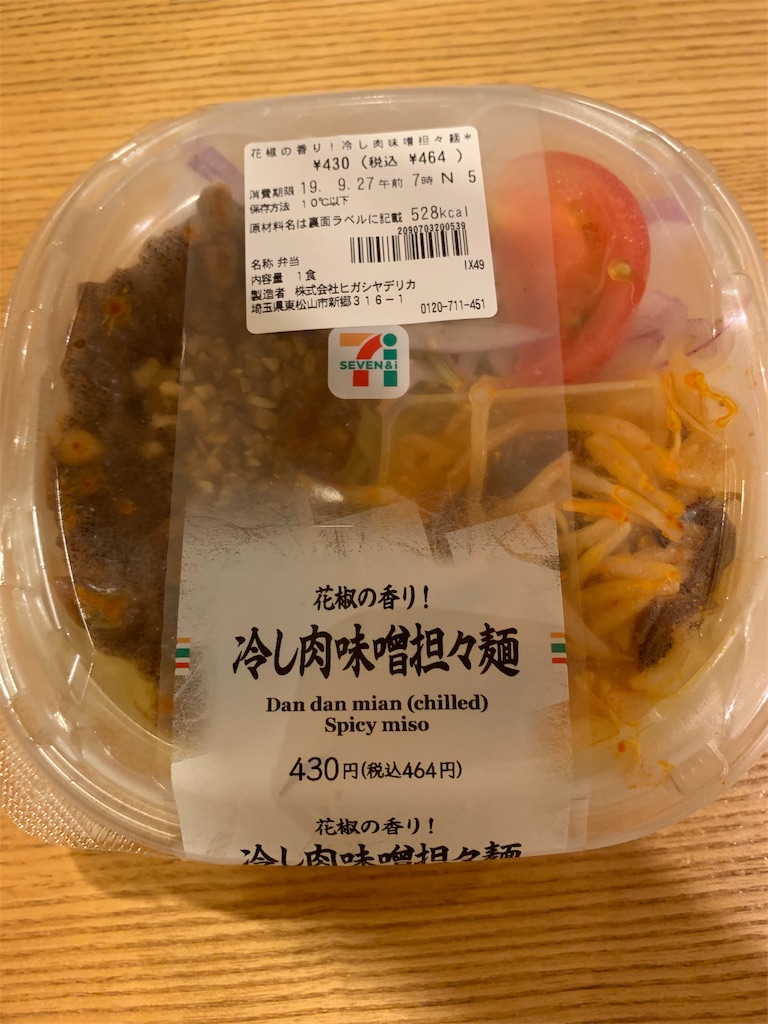 花椒の香り!冷し肉味噌担々麺*
¥430 (税込 ¥464 )
消費期限 19. 9.27午前 7時 N 5
保存方法 10℃以下
原材料名は裏面ラベルに記載 528kcal
2090703200539
名称 弁当
内容量 1食 IX49
製造者 株式会社ヒガシヤデリカ
埼玉県東松山市新郷316-1 0120-711-451
SEVEN&i
花椒の香り!
冷し肉味噌担々麺
Dan dan mian (chilled)
Spicy miso
430円(税込464円)
花椒の香り!
冷し肉味噌担々麺